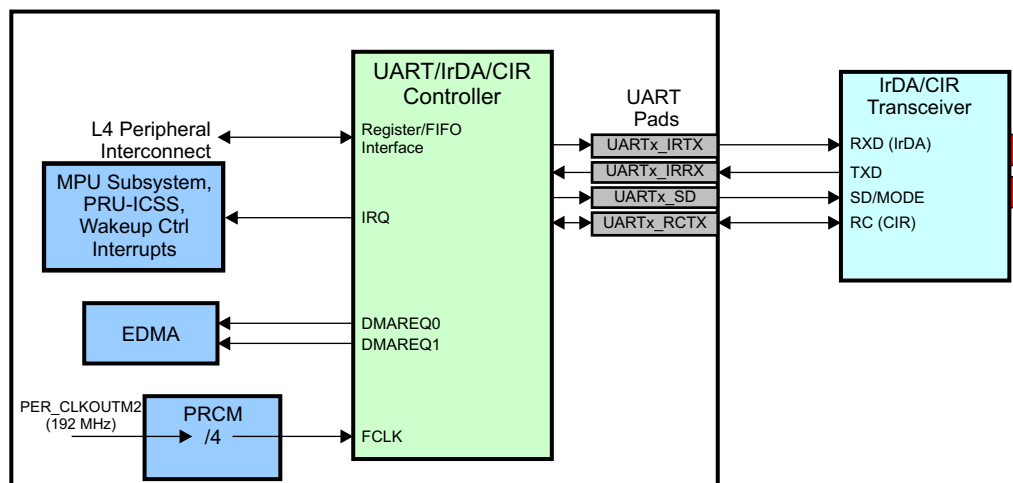 UART/IrDA/CIR
Controller
IrDA/CIR
Transceiver
UART
Pads
L4 Peripheral
Interconnect
Register/FIFO
Interface
UARTx_IRTX
RXD (IrDA)
UARTx_IRRX
TXD
UARTx_SD
SD/MODE
UARTx_RCTX
RC (CIR)
MPU Subsystem,
PRU-ICSS,
Wakeup Ctrl
Interrupts
IRQ
EDMA
DMAREQ0
DMAREQ1
PER_CLKOUTM2
(192 MHz)
PRCM
/4
FCLK